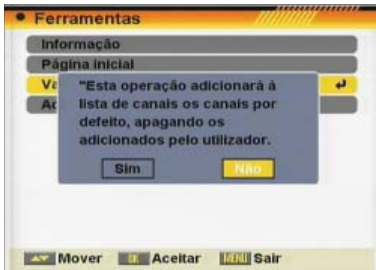 Ferramentas
Informação
Página inicial
Va
Ac
"Esta operação adicionará à
lista de canais os canais por
defeito, apagando os
adicionados pelo utilizador.
Sim
Não
Mover
OK Aceitar
MENU Sair